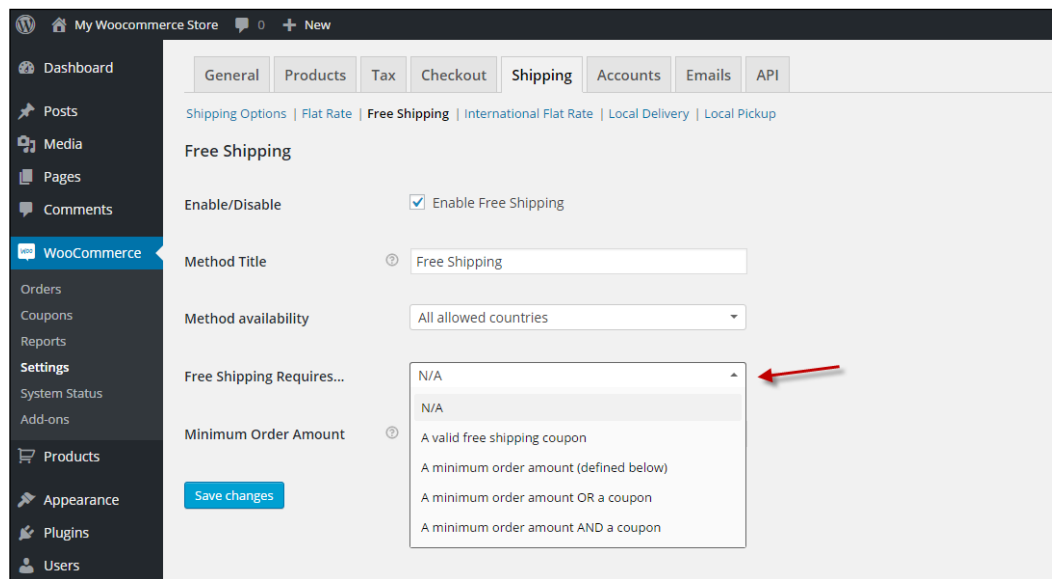 My Woocommerce Store 0 New
Dashboard
Posts
Media
Pages
Comments
WooCommerce
Orders
Coupons
Reports
Settings
System Status
Add-ons
Products
Appearance
Plugins
Users
General Products Tax Checkout Shipping Accounts Emails API
Shipping Options | Flat Rate | Free Shipping | International Flat Rate | Local Delivery | Local Pickup
Free Shipping
Enable/Disable Enable Free Shipping
Method Title ? Free Shipping
Method availability All allowed countries
Free Shipping Requires... N/A
N/A
A valid free shipping coupon
Minimum Order Amount ?
A minimum order amount (defined below)
A minimum order amount OR a coupon
A minimum order amount AND a coupon
Save changes